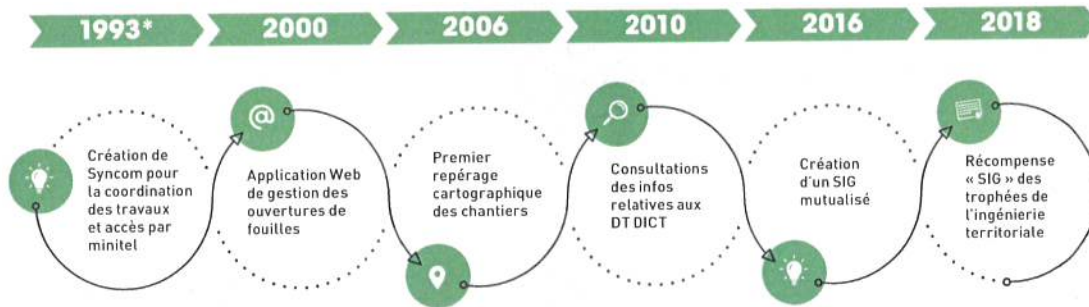 1993*
2000
2006
2010
2016
2018
Création de
Syncom pour
la coordination
des travaux
et accès par
minitel
@
Application Web
de gestion des
ouvertures de
fouilles
Premier
repérage
cartographique
des chantiers
Consultations
des infos
relatives aux
DT DICT
Création
d'un SIG
mutualisé
Récompense
« SIG » des
trophées de
l'ingénierie
territoriale